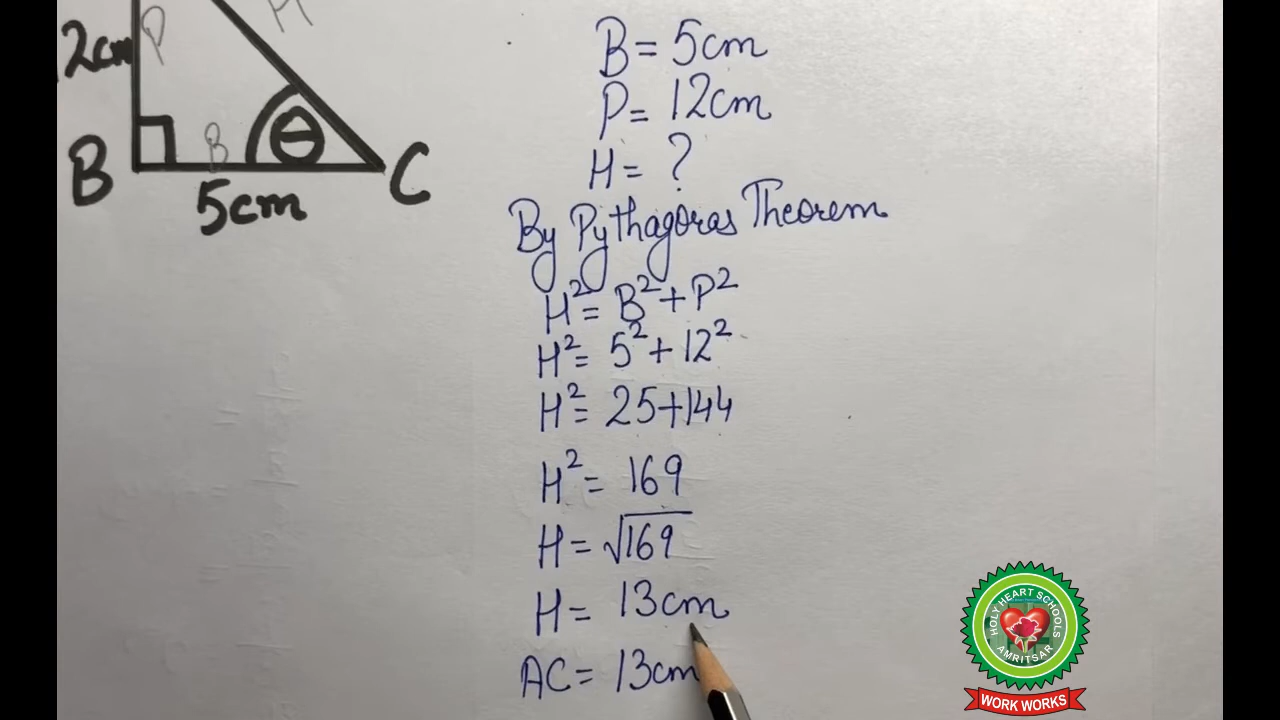 P
H
2cm
B
θ
B
C
5cm
B = 5cm
P = 12cm
H = ?
By Pythagoras Theorem
H² = B² + P²
H² = 5² + 12²
H² = 25+144
H² = 169
H = √169
H = 13cm
AC = 13cm
HOLY HEART SCHOOLS
AMRITSAR
WORK WORKS